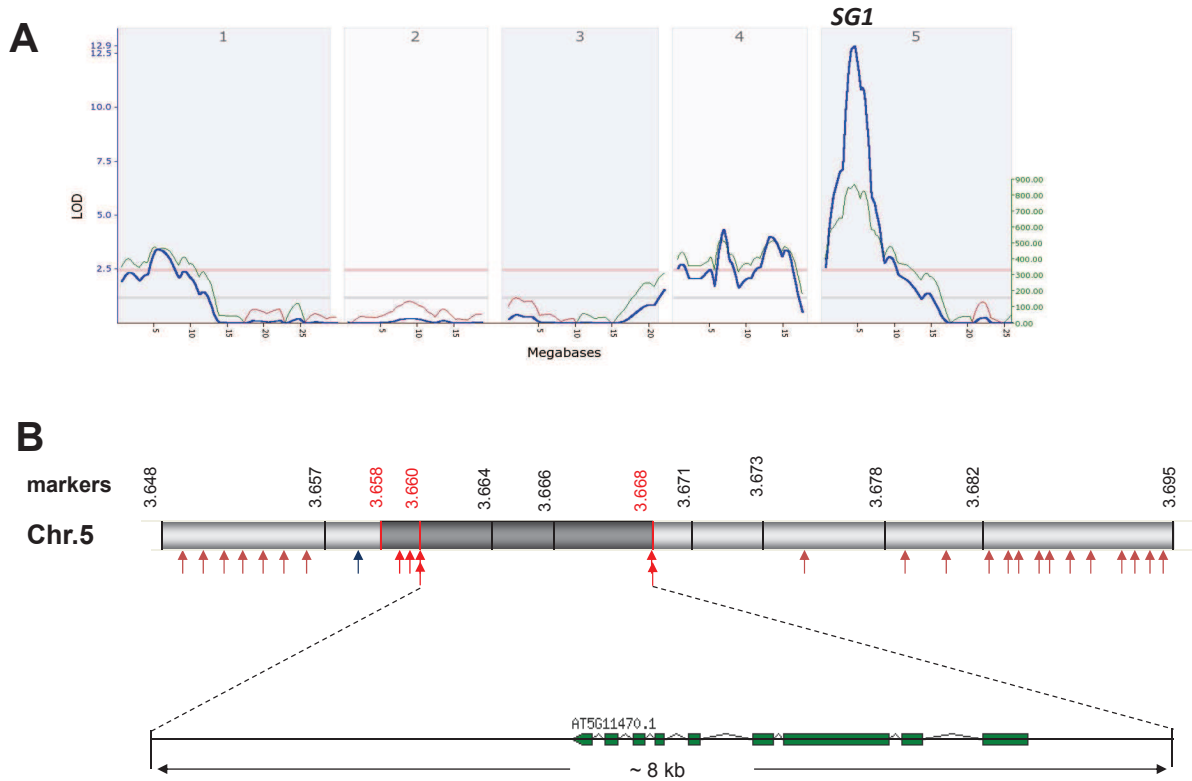 A
SG1
1 2 3 4 5
12.9
12.5
10.0
7.5
5.0
2.5
LOD
900.00
800.00
700.00
600.00
500.00
400.00
300.00
200.00
100.00
0.00
5 10 15 20 25 5 10 15 5 10 15 20 5 10 15 5 10 15 20 25
Megabases
B
markers
3.648 3.657 3.658 3.660 3.664 3.666 3.668 3.671 3.673 3.678 3.682 3.695
Chr.5
AT5G11470.1
~ 8 kb